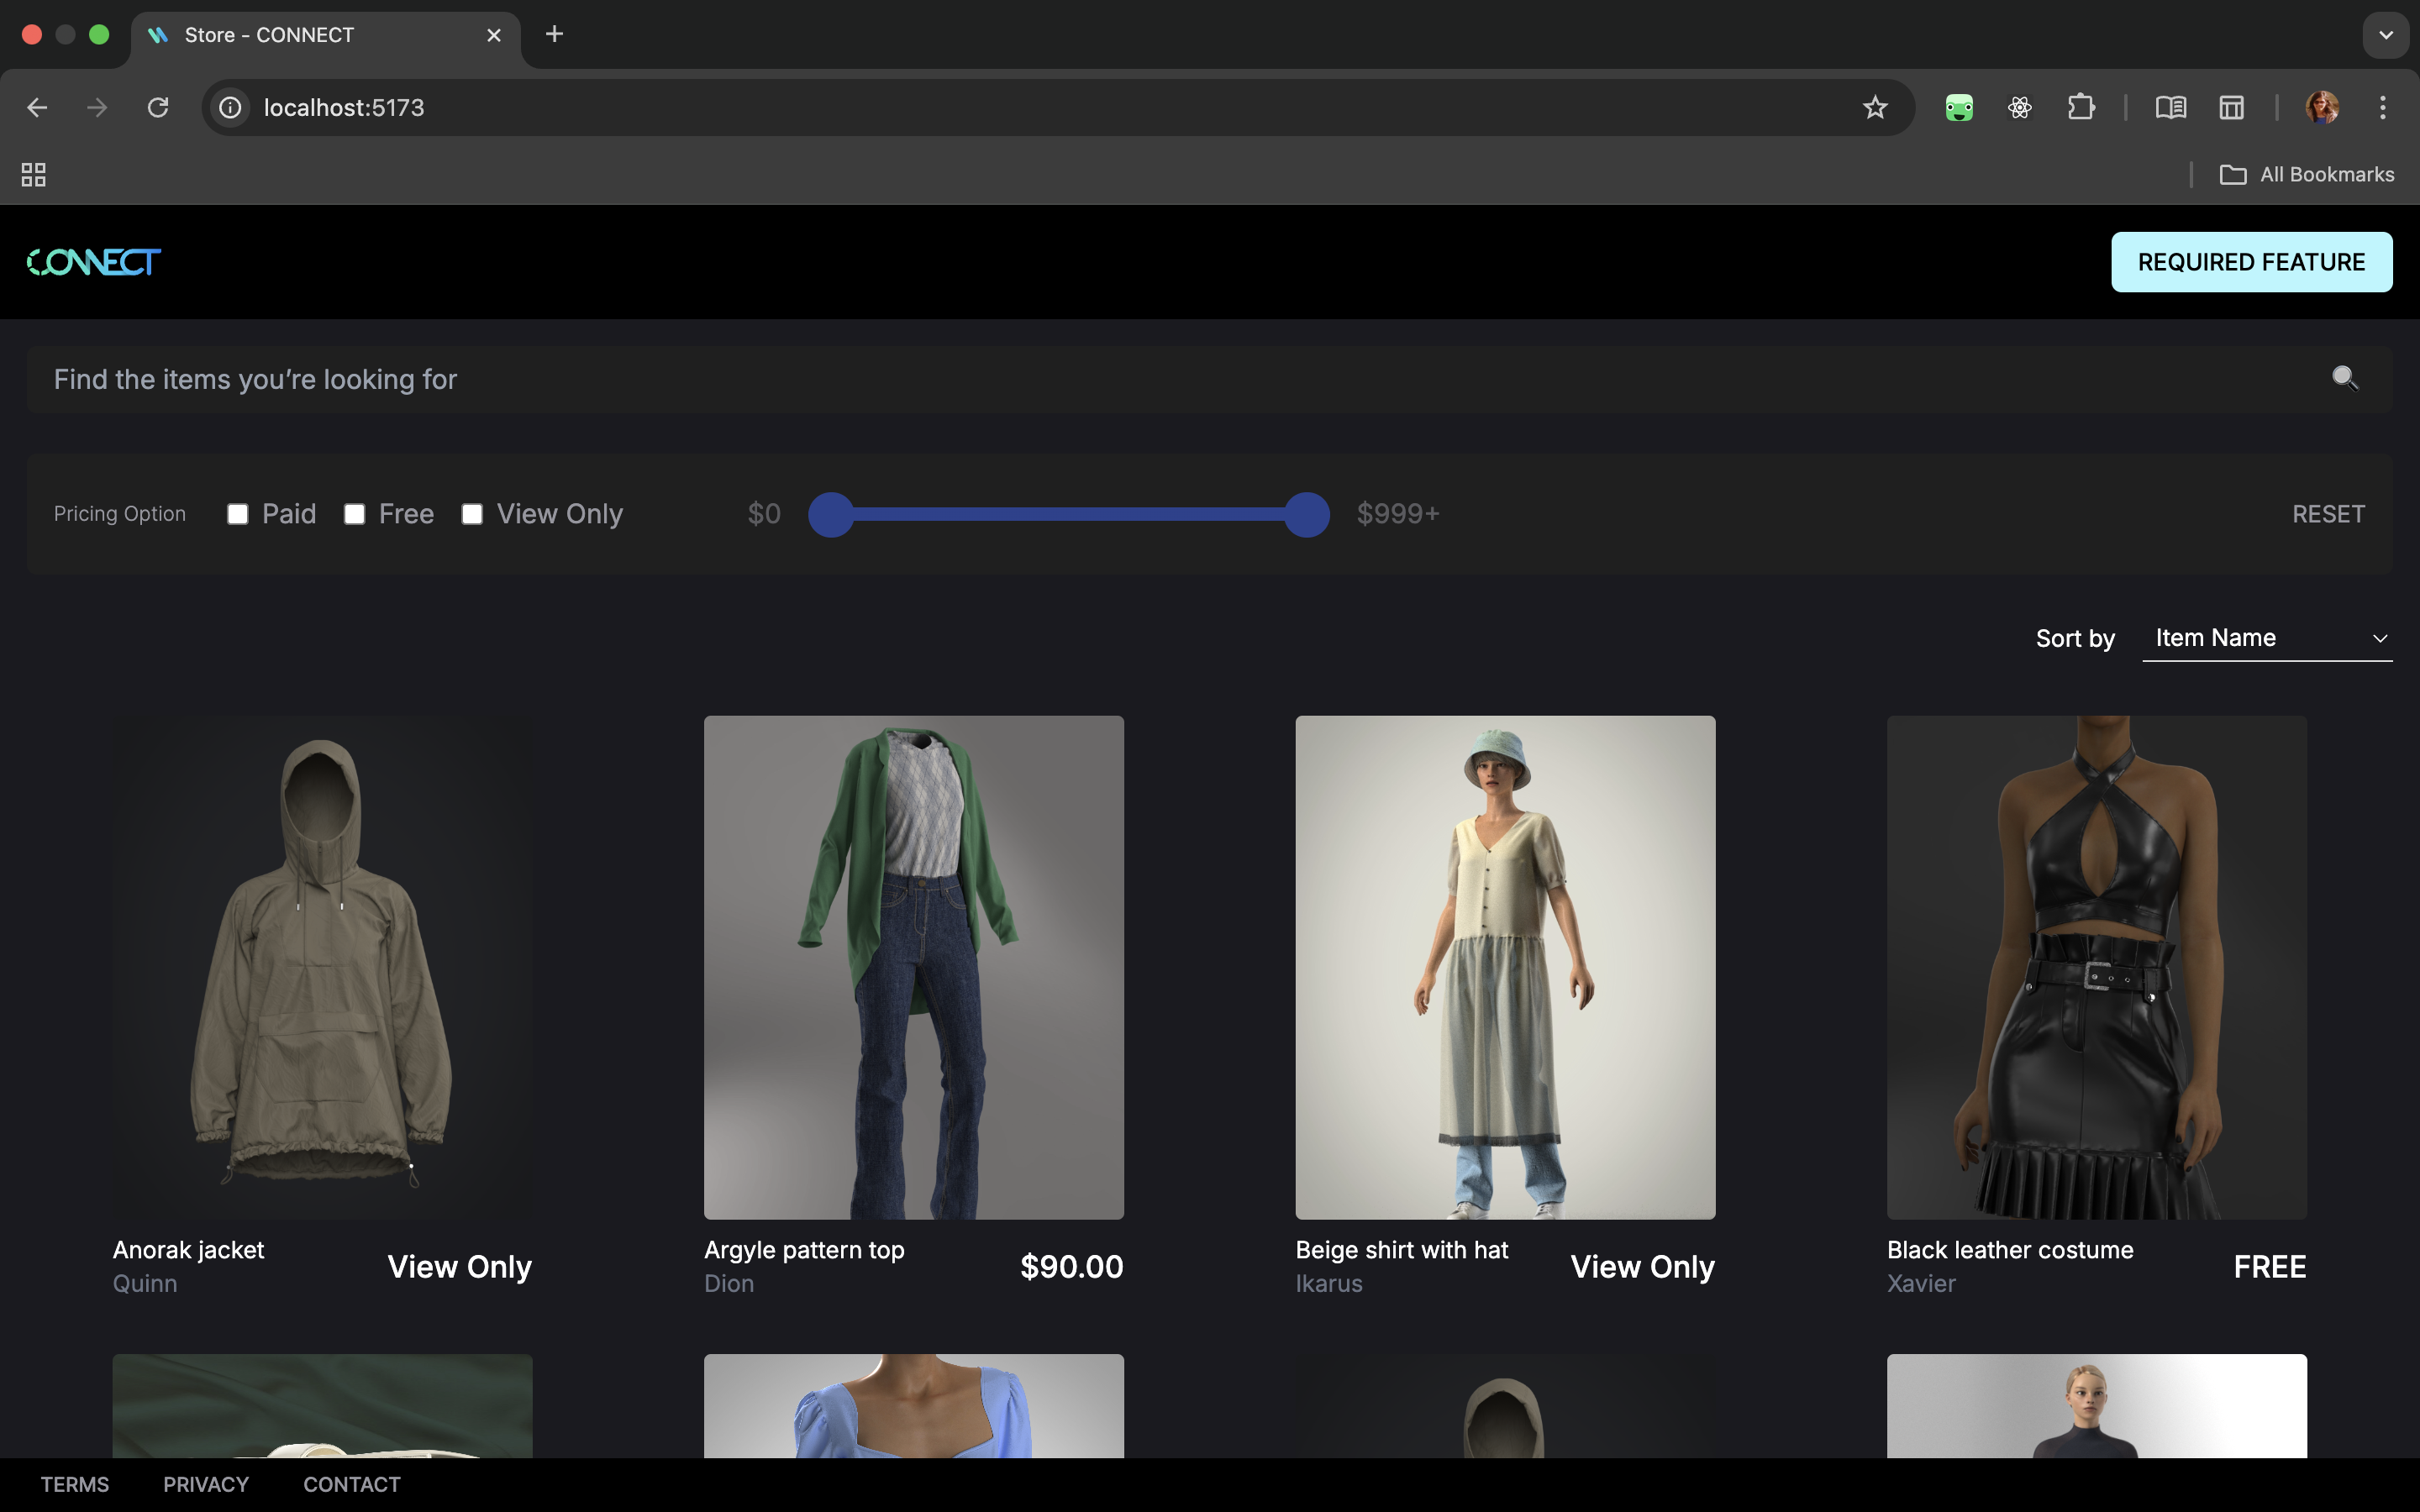 Store - CONNECT
localhost:5173
All Bookmarks
CONNECT
REQUIRED FEATURE
Find the items you’re looking for
Pricing Option Paid Free View Only $0 $999+ RESET
Sort by Item Name
Anorak jacket
Quinn
View Only
Argyle pattern top
Dion
$90.00
Beige shirt with hat
Ikarus
View Only
Black leather costume
Xavier
FREE
TERMS PRIVACY CONTACT